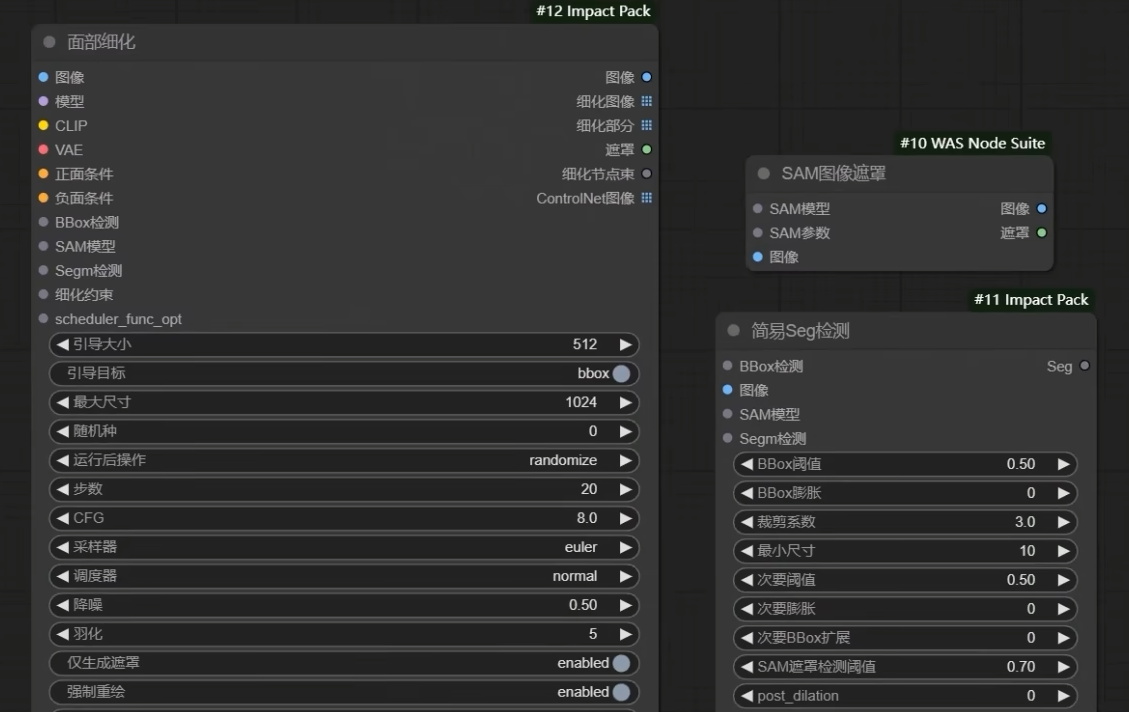 #12 Impact Pack
面部细化
图像 图像
模型 细化图像
CLIP 细化部分
VAE 遮罩
正面条件 细化节点束
负面条件 ControlNet图像
BBox检测
SAM模型
Segm检测
细化约束
scheduler_func_opt
引导大小 512
引导目标 bbox
最大尺寸 1024
随机种 0
运行后操作 randomize
步数 20
CFG 8.0
采样器 euler
调度器 normal
降噪 0.50
羽化 5
仅生成遮罩 enabled
强制重绘 enabled
#10 WAS Node Suite
SAM图像遮罩
SAM模型 图像
SAM参数 遮罩
图像
#11 Impact Pack
简易Seg检测
BBox检测 Seg
图像
SAM模型
Segm检测
BBox阈值 0.50
BBox膨胀 0
裁剪系数 3.0
最小尺寸 10
次要阈值 0.50
次要膨胀 0
次要BBox扩展 0
SAM遮罩检测阈值 0.70
post_dilation 0